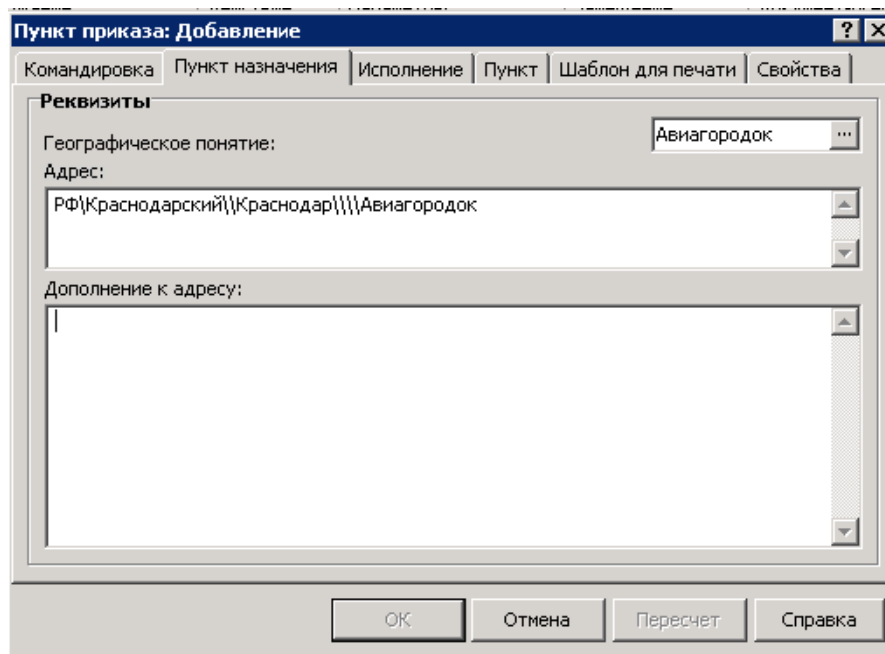 Пункт приказа: Добавление
Командировка Пункт назначения Исполнение Пункт Шаблон для печати Свойства
Реквизиты
Географическое понятие: Авиагородок ...
Адрес:
РФ\Краснодарский\\Краснодар\\\\Авиагородок
Дополнение к адресу:
ОК Отмена Пересчет Справка